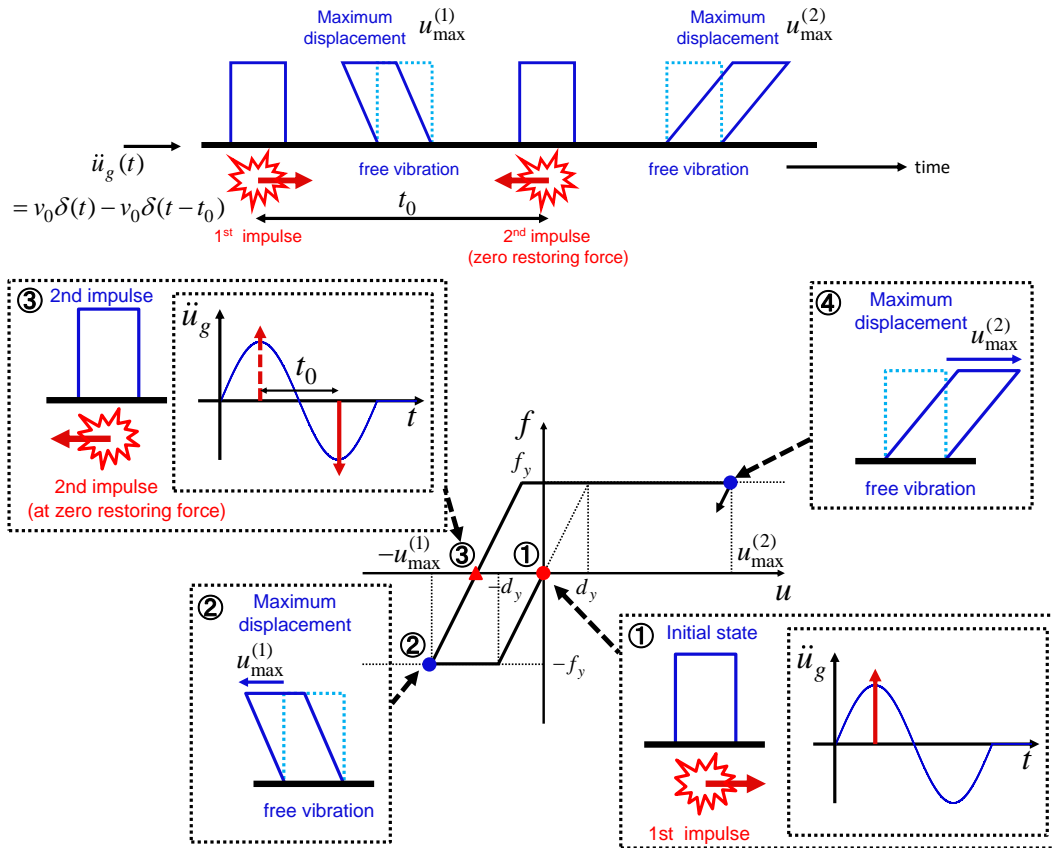 Maximum
displacement
u_max^(1)
Maximum
displacement
u_max^(2)
ü_g(t)
= v_0δ(t) − v_0δ(t − t_0)
free vibration
free vibration
time
t_0
1st impulse
2nd impulse
(zero restoring force)
③ 2nd impulse
ü_g
t_0
t
2nd impulse
(at zero restoring force)
④ Maximum
displacement
u_max^(2)
free vibration
f
f_y
−u_max^(1)
③
①
−d_y
d_y
u_max^(2)
u
②
−f_y
② Maximum
displacement
u_max^(1)
free vibration
① Initial state
ü_g
t
1st impulse